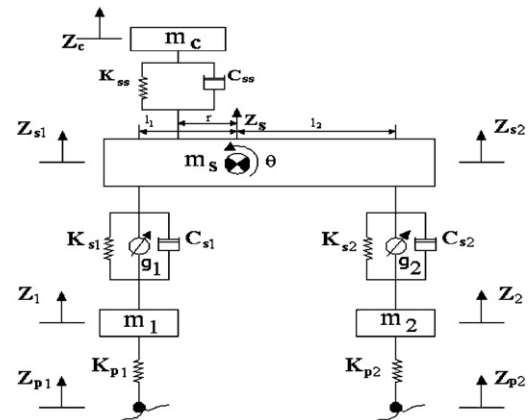 Z_c
m_c
K_ss
C_ss
l_1
r
Z_s
l_2
Z_s1
Z_s2
m_s
θ
K_s1
g_1
C_s1
K_s2
g_2
C_s2
Z_1
m_1
m_2
Z_2
K_p1
K_p2
Z_p1
Z_p2